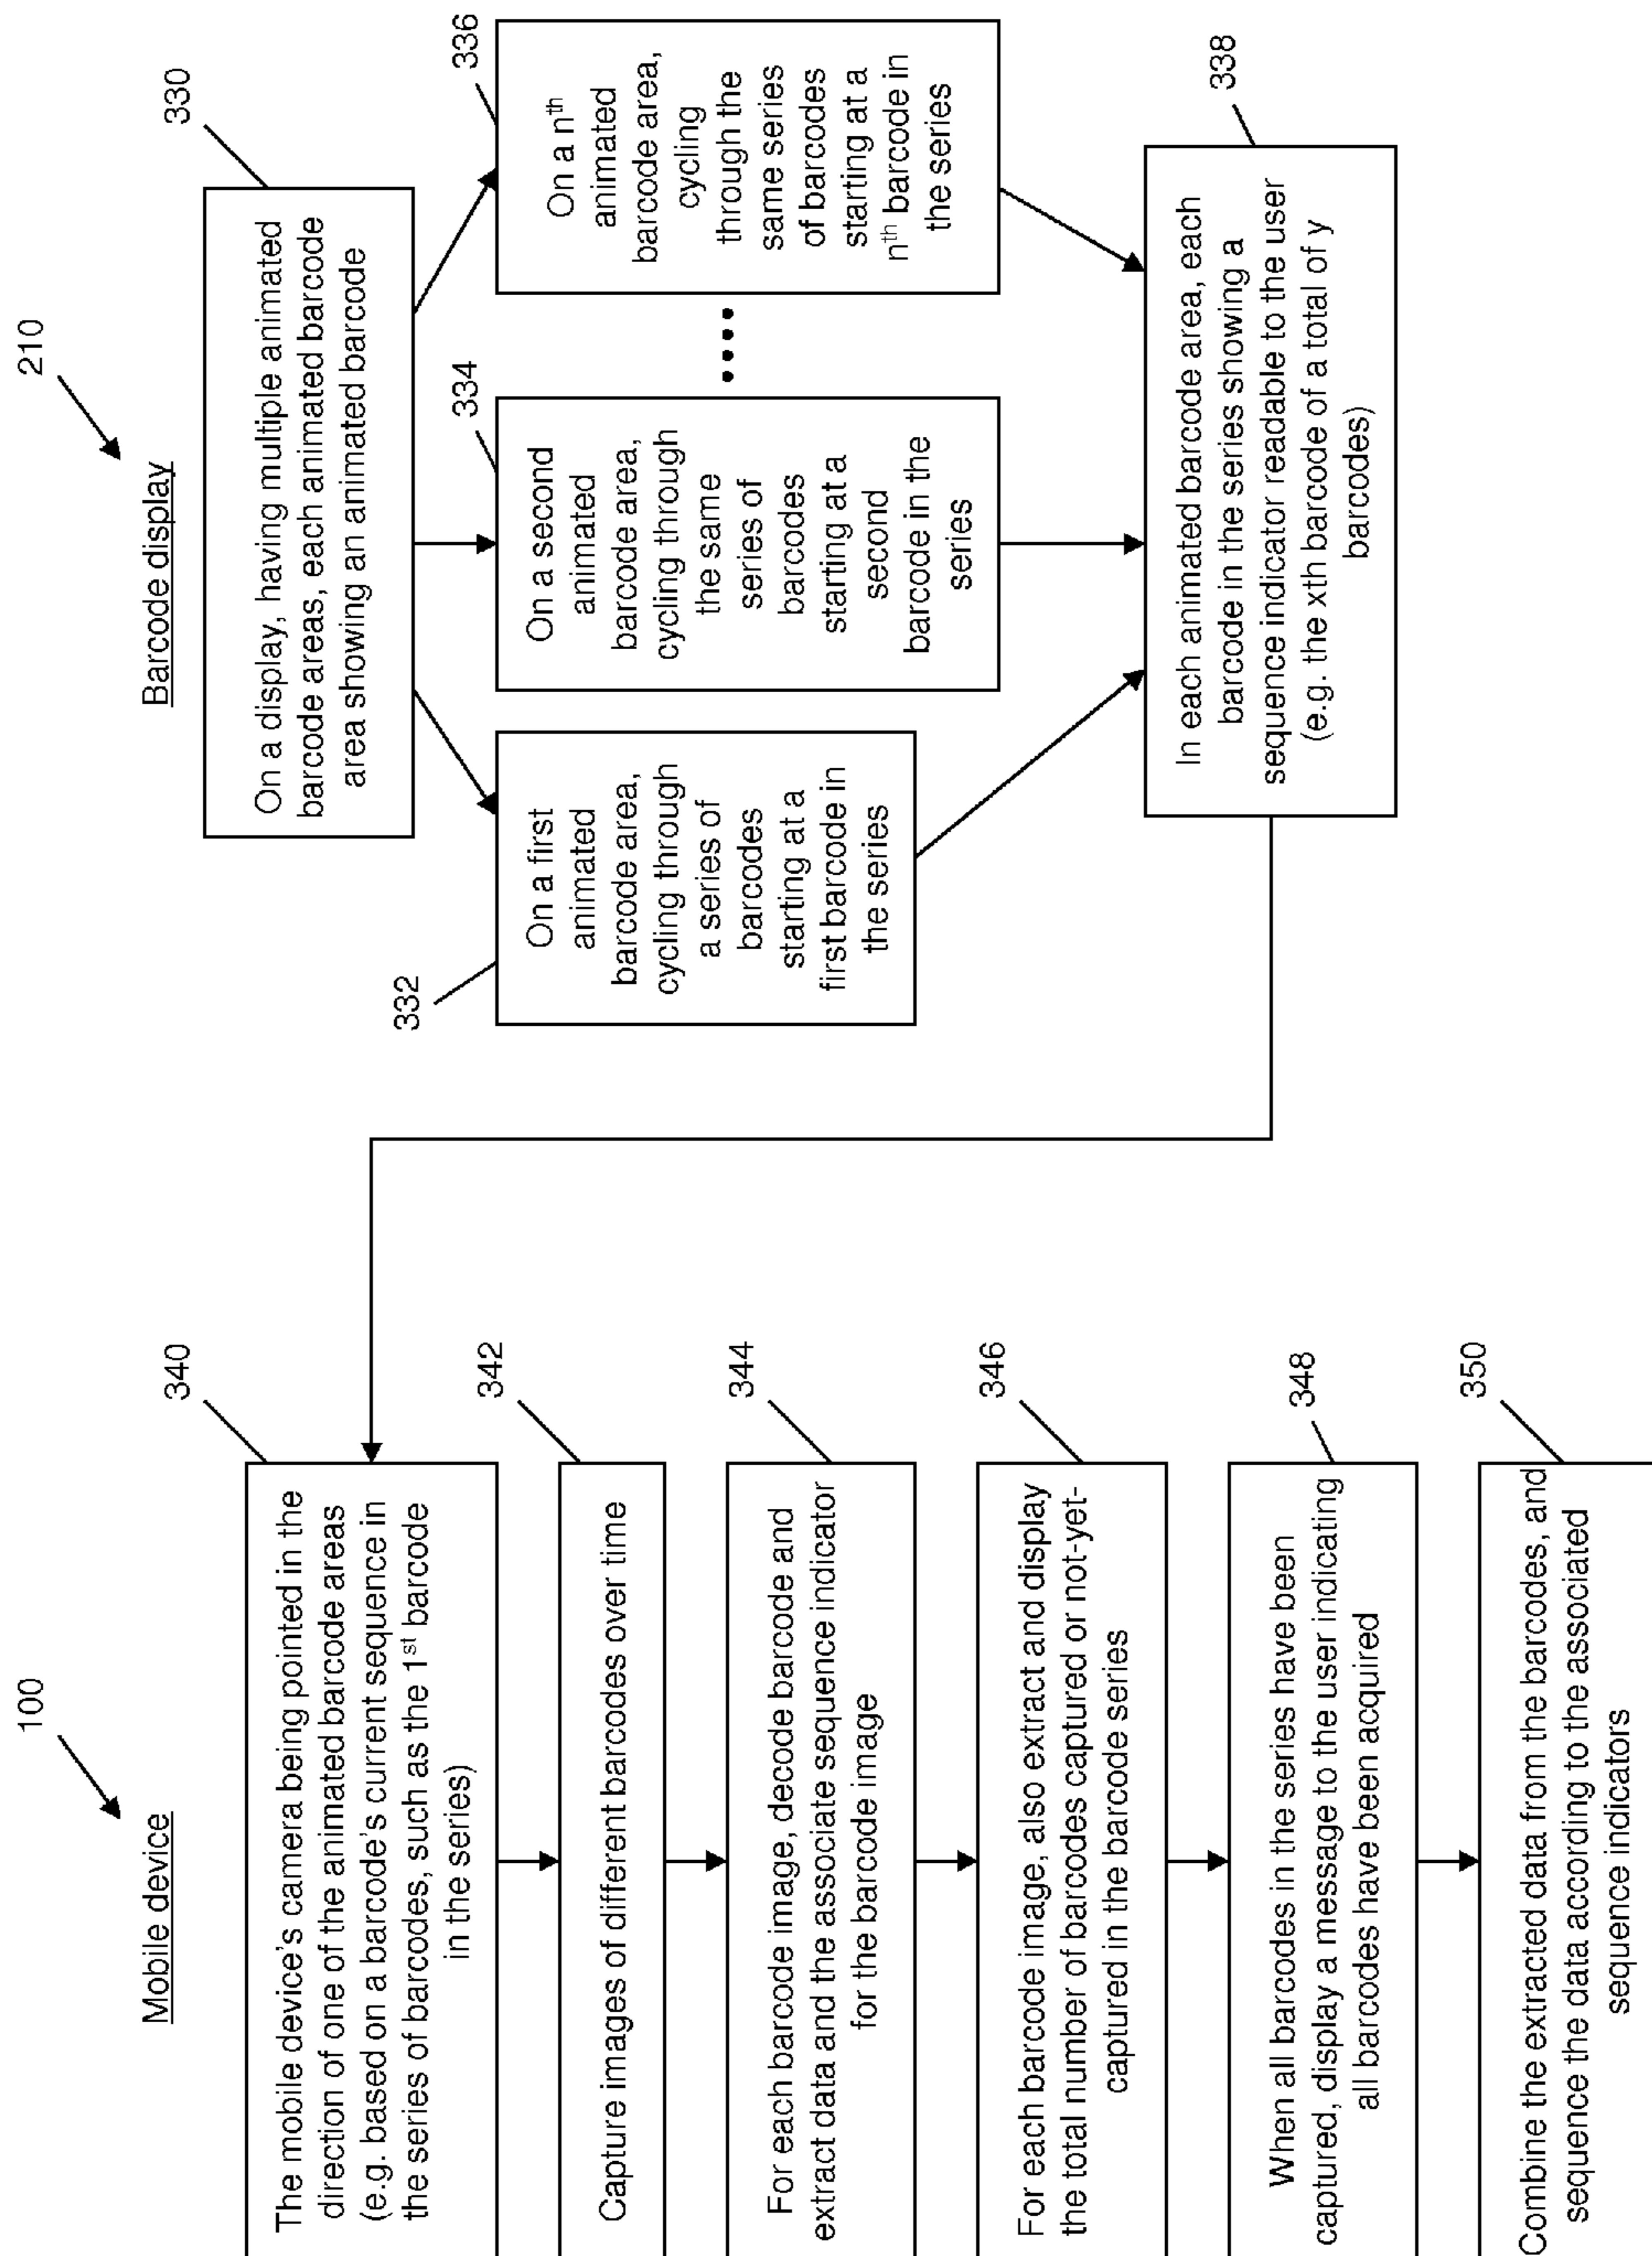 100
Mobile device
340
The mobile device's camera being pointed in the
direction of one of the animated barcode areas
(e.g. based on a barcode's current sequence in
the series of barcodes, such as the 1st barcode
in the series)
342
Capture images of different barcodes over time
344
For each barcode image, decode barcode and
extract data and the associate sequence indicator
for the barcode image
346
For each barcode image, also extract and display
the total number of barcodes captured or not-yet-
captured in the barcode series
348
When all barcodes in the series have been
captured, display a message to the user indicating
all barcodes have been acquired
350
Combine the extracted data from the barcodes, and
sequence the data according to the associated
sequence indicators
210
Barcode display
330
On a display, having multiple animated
barcode areas, each animated barcode
area showing an animated barcode
332
On a first
animated
barcode area,
cycling through
a series of
barcodes
starting at a
first barcode in
the series
334
On a second
animated
barcode area,
cycling through
the same
series of
barcodes
starting at a
second
barcode in the
series
....
336
On a nth
animated
barcode area,
cycling
through the
same series
of barcodes
starting at a
nth barcode in
the series
338
In each animated barcode area, each
barcode in the series showing a
sequence indicator readable to the user
(e.g. the xth barcode of a total of y
barcodes)